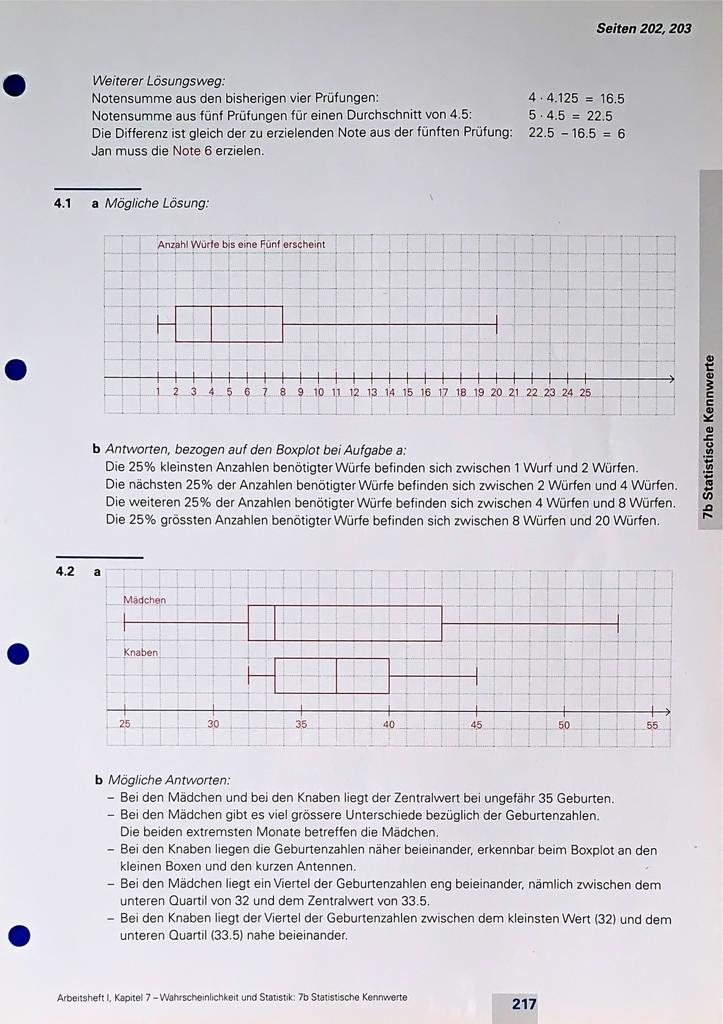 Seiten 202, 203
Weiterer Lösungsweg:
Notensumme aus den bisherigen vier Prüfungen: 4 · 4.125 = 16.5
Notensumme aus fünf Prüfungen für einen Durchschnitt von 4.5: 5 · 4.5 = 22.5
Die Differenz ist gleich der zu erzielenden Note aus der fünften Prüfung: 22.5 – 16.5 = 6
Jan muss die Note 6 erzielen.
4.1 a Mögliche Lösung:
Anzahl Würfe bis eine Fünf erscheint
1 2 3 4 5 6 7 8 9 10 11 12 13 14 15 16 17 18 19 20 21 22 23 24 25
b Antworten, bezogen auf den Boxplot bei Aufgabe a:
Die 25% kleinsten Anzahlen benötigter Würfe befinden sich zwischen 1 Wurf und 2 Würfen.
Die nächsten 25% der Anzahlen benötigter Würfe befinden sich zwischen 2 Würfen und 4 Würfen.
Die weiteren 25% der Anzahlen benötigter Würfe befinden sich zwischen 4 Würfen und 8 Würfen.
Die 25% grössten Anzahlen benötigter Würfe befinden sich zwischen 8 Würfen und 20 Würfen.
7b Statistische Kennwerte
4.2 a
Mädchen
Knaben
25 30 35 40 45 50 55
b Mögliche Antworten:
– Bei den Mädchen und bei den Knaben liegt der Zentralwert bei ungefähr 35 Geburten.
– Bei den Mädchen gibt es viel grössere Unterschiede bezüglich der Geburtenzahlen.
Die beiden extremsten Monate betreffen die Mädchen.
– Bei den Knaben liegen die Geburtenzahlen näher beieinander, erkennbar beim Boxplot an den
kleinen Boxen und den kurzen Antennen.
– Bei den Mädchen liegt ein Viertel der Geburtenzahlen eng beieinander, nämlich zwischen dem
unteren Quartil von 32 und dem Zentralwert von 33.5.
– Bei den Knaben liegt der Viertel der Geburtenzahlen zwischen dem kleinsten Wert (32) und dem
unteren Quartil (33.5) nahe beieinander.
Arbeitsheft I, Kapitel 7 – Wahrscheinlichkeit und Statistik: 7b Statistische Kennwerte
217